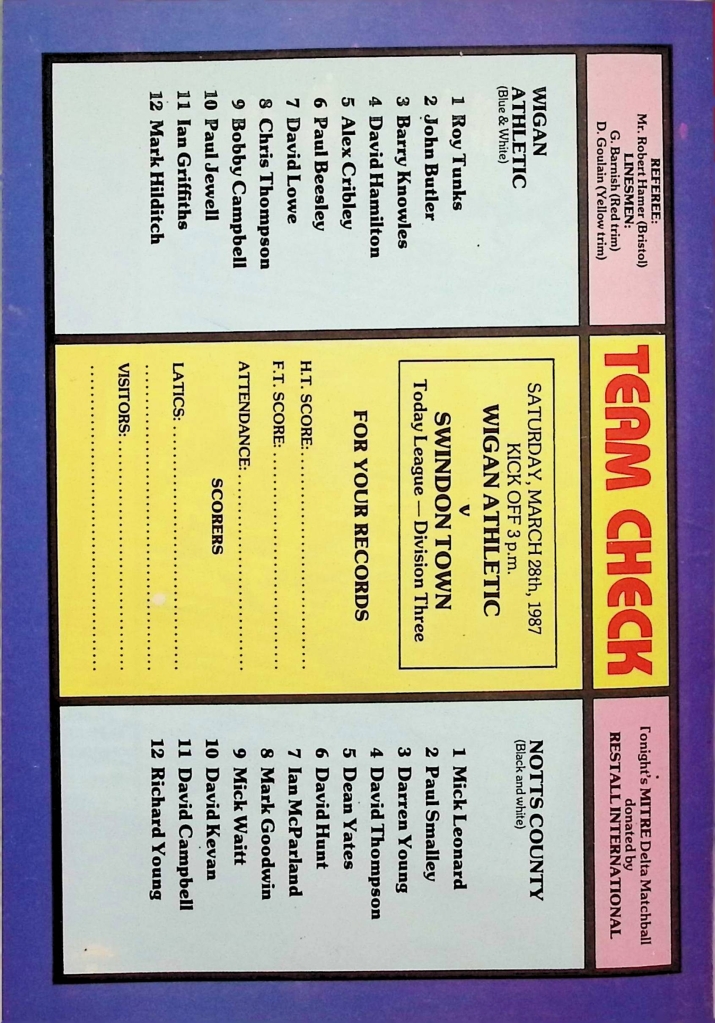 REFEREE:
Mr. Robert Hamer (Bristol)
LINESMEN:
G. Barnish (Red trim)
D. Goulain (Yellow trim)
TEAM CHECK
Tonight's MITRE Delta Matchball
donated by
RESTALL INTERNATIONAL
WIGAN
ATHLETIC
(Blue & White)
1 Roy Tunks
2 John Butler
3 Barry Knowles
4 David Hamilton
5 Alex Cribley
6 Paul Beesley
7 David Lowe
8 Chris Thompson
9 Bobby Campbell
10 Paul Jewell
11 Ian Griffiths
12 Mark Hilditch
SATURDAY, MARCH 28th, 1987
KICK OFF 3 p.m.
WIGAN ATHLETIC
v
SWINDON TOWN
Today League — Division Three
FOR YOUR RECORDS
H.T. SCORE:
F.T. SCORE:
ATTENDANCE:
SCORERS
LATICS:
VISITORS:
NOTTS COUNTY
(Black and white)
1 Mick Leonard
2 Paul Smalley
3 Darren Young
4 David Thompson
5 Dean Yates
6 David Hunt
7 Ian McParland
8 Mark Goodwin
9 Mick Waitt
10 David Kevan
11 David Campbell
12 Richard Young